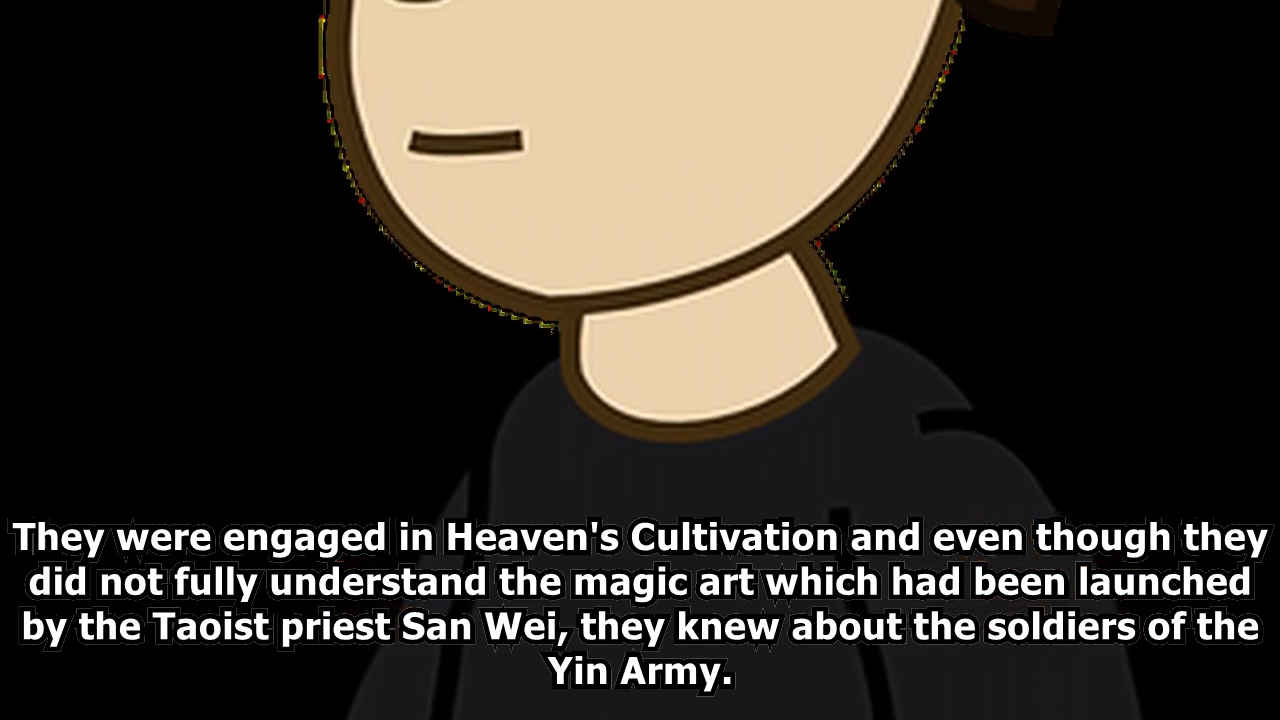 They were engaged in Heaven's Cultivation and even though they
did not fully understand the magic art which had been launched
by the Taoist priest San Wei, they knew about the soldiers of the
Yin Army.